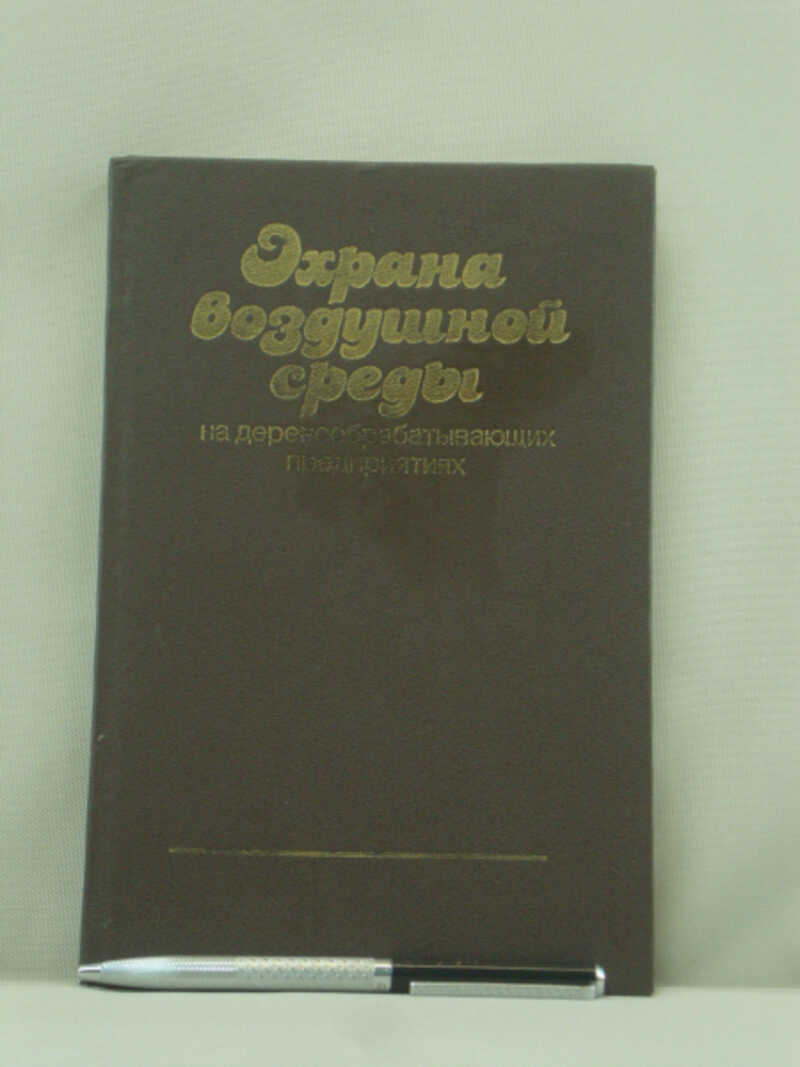 Охрана
воздушной
среды
на деревообрабатывающих
предприятиях